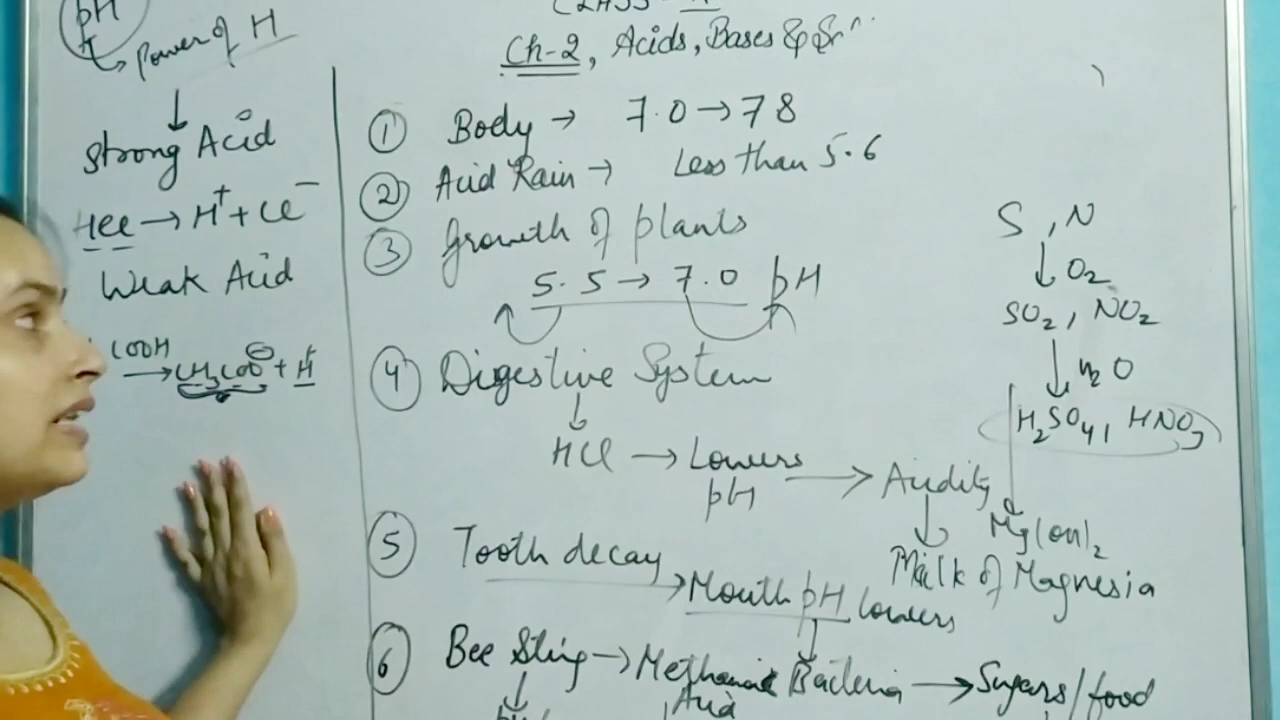 pH
Power of H
Strong Acid
HCl → H⁺ + Cl⁻
Weak Acid
COOH → CH₃COO⊖ + H⁺
Ch-2, Acids, Bases &
① Body → 7.0 → 78
② Acid Rain → Less than 5.6
③ Growth of plants
5.5 → 7.0 pH
④ Digestive System
HCl → Lowers pH → Acidity
Milk of Magnesia
Mg(OH)₂
⑤ Tooth decay → Mouth pH lowers
Bacteria → Sugars/food
⑥ Bee Sting → Methanoic Acid
S, N
↓ O₂
SO₂, NO₂
↓ H₂O
H₂SO₄, HNO₃